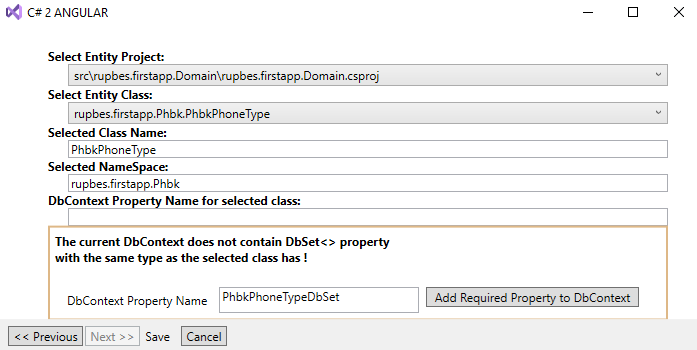 C# 2 ANGULAR
Select Entity Project:
src\rupbes.firstapp.Domain\rupbes.firstapp.Domain.csproj
Select Entity Class:
rupbes.firstapp.Phbk.PhbkPhoneType
Selected Class Name:
PhbkPhoneType
Selected NameSpace:
rupbes.firstapp.Phbk
DbContext Property Name for selected class:
The current DbContext does not contain DbSet<> property
with the same type as the selected class has !
DbContext Property Name PhbkPhoneTypeDbSet Add Required Property to DbContext
<< Previous Next >> Save Cancel